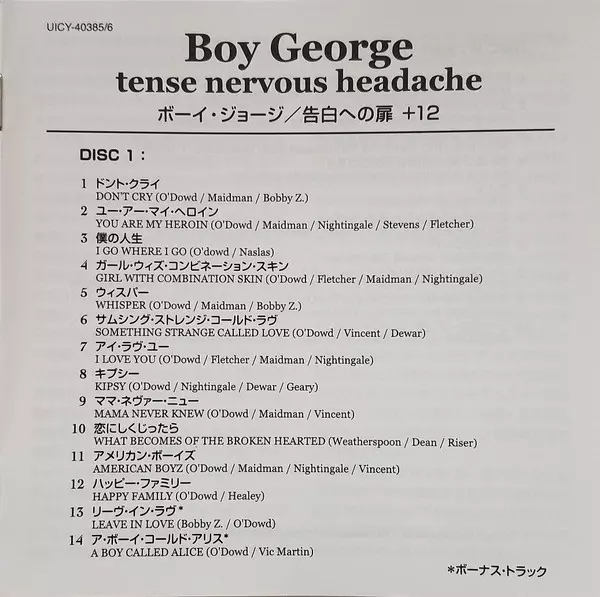 UICY-40385/6
Boy George
tense nervous headache
ボーイ・ジョージ／告白への扉 +12
DISC 1 :
1 ドント・クライ
DON'T CRY (O'Dowd / Maidman / Bobby Z.)
2 ユー・アー・マイ・ヘロイン
YOU ARE MY HEROIN (O'Dowd / Maidman / Nightingale / Stevens / Fletcher)
3 僕の人生
I GO WHERE I GO (O'dowd / Naslas)
4 ガール・ウィズ・コンビネーション・スキン
GIRL WITH COMBINATION SKIN (O'Dowd / Fletcher / Maidman / Nightingale)
5 ウィスパー
WHISPER (O'Dowd / Maidman / Bobby Z.)
6 サムシング・ストレンジ・コールド・ラヴ
SOMETHING STRANGE CALLED LOVE (O'Dowd / Vincent / Dewar)
7 アイ・ラヴ・ユー
I LOVE YOU (O'Dowd / Fletcher / Maidman / Nightingale)
8 キプシー
KIPSY (O'Dowd / Nightingale / Dewar / Geary)
9 ママ・ネヴァー・ニュー
MAMA NEVER KNEW (O'Dowd / Maidman / Vincent)
10 恋にしくじったら
WHAT BECOMES OF THE BROKEN HEARTED (Weatherspoon / Dean / Riser)
11 アメリカン・ボーイズ
AMERICAN BOYZ (O'Dowd / Maidman / Nightingale / Vincent)
12 ハッピー・ファミリー
HAPPY FAMILY (O'Dowd / Healey)
13 リーヴ・イン・ラヴ*
LEAVE IN LOVE (Bobby Z. / O'Dowd)
14 ア・ボーイ・コールド・アリス*
A BOY CALLED ALICE (O'Dowd / Vic Martin)
*ボーナス・トラック